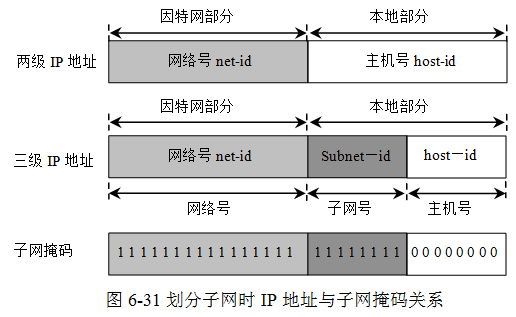 因特网部分 本地部分
两级 IP 地址 网络号 net-id 主机号 host-id
因特网部分 本地部分
三级 IP 地址 网络号 net-id Subnet－id host－id
网络号 子网号 主机号
子网掩码 1 1 1 1 1 1 1 1 1 1 1 1 1 1 1 1 1 1 1 1 1 1 1 1 0 0 0 0 0 0 0 0
图 6-31 划分子网时 IP 地址与子网掩码关系